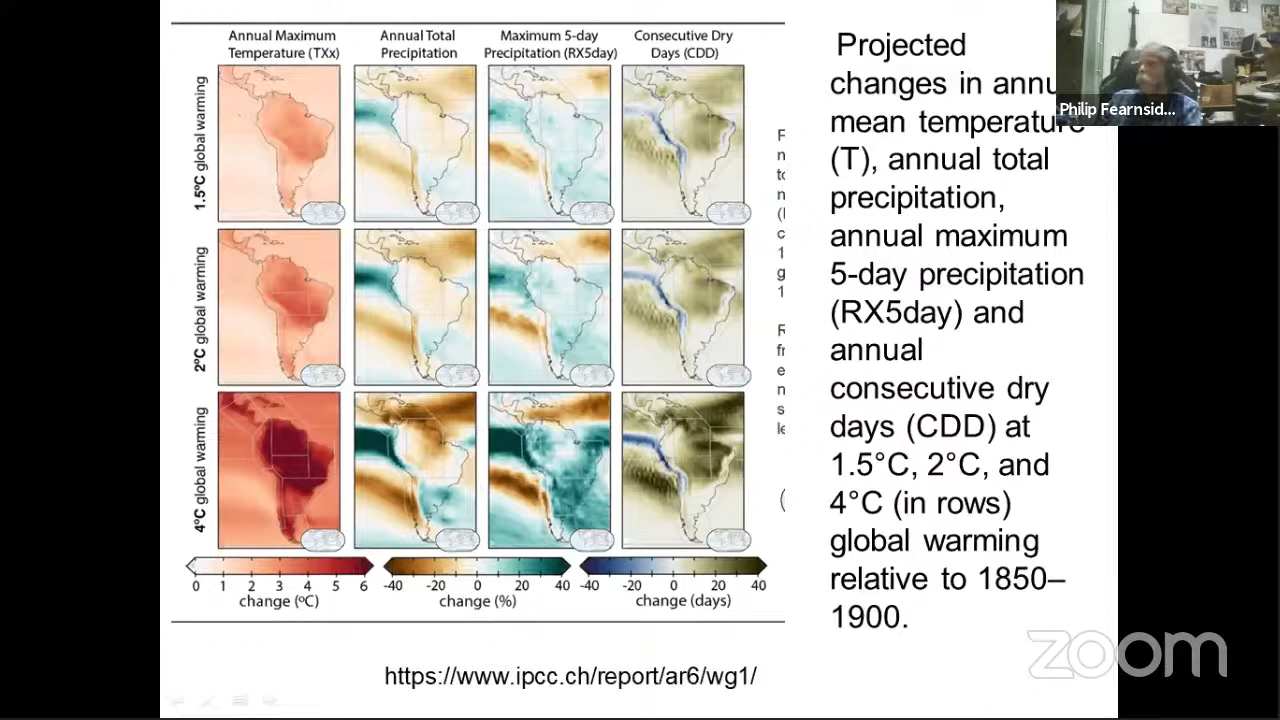 Annual Maximum
Temperature (TXx)
Annual Total
Precipitation
Maximum 5-day
Precipitation (RX5day)
Consecutive Dry
Days (CDD)
1.5ºC global warming
2ºC global warming
4ºC global warming
0 1 2 3 4 5 6
change (ºC)
-40 -20 0 20 40
change (%)
-40 -20 0 20 40
change (days)
https://www.ipcc.ch/report/ar6/wg1/
Projected
changes in annu
mean temperature
(T), annual total
precipitation,
annual maximum
5-day precipitation
(RX5day) and
annual
consecutive dry
days (CDD) at
1.5°C, 2°C, and
4°C (in rows)
global warming
relative to 1850–
1900.
Philip Fearnsid...
zoom